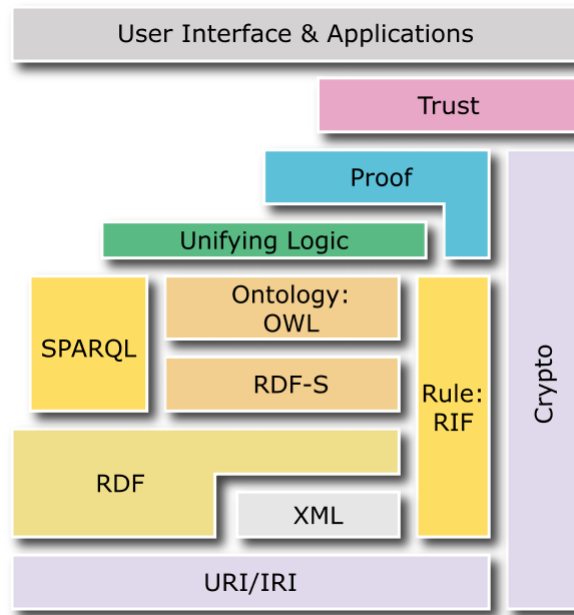 User Interface & Applications
Trust
Proof
Unifying Logic
SPARQL
Ontology:
OWL
RDF-S
Rule:
RIF
Crypto
RDF
XML
URI/IRI